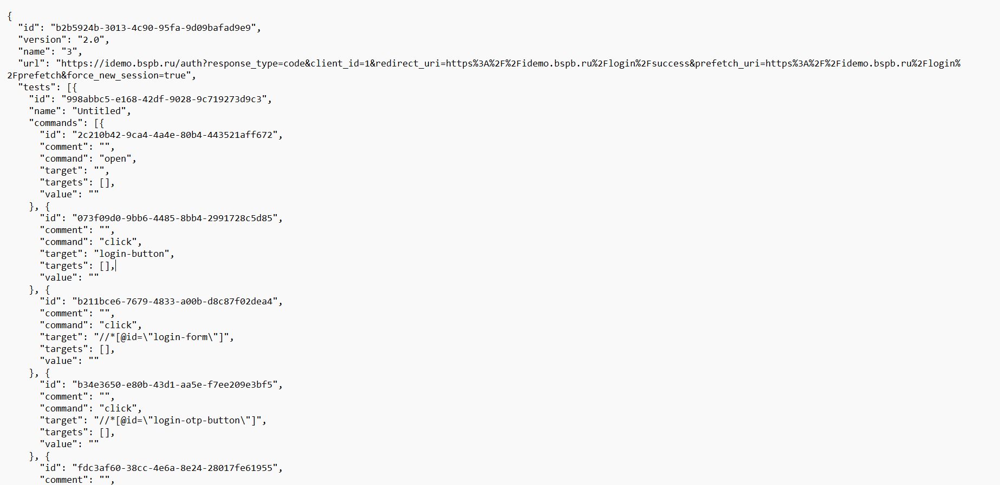 {
"id": "b2b5924b-3013-4c90-95fa-9d09bafad9e9",
"version": "2.0",
"name": "3",
"url": "https://idemo.bspb.ru/auth?response_type=code&client_id=1&redirect_uri=https%3A%2F%2Fidemo.bspb.ru%2Flogin%2Fsuccess&prefetch_uri=https%3A%2F%2Fidemo.bspb.ru%2Flogin%
2Fprefetch&force_new_session=true",
"tests": [{
"id": "998abbc5-e168-42df-9028-9c719273d9c3",
"name": "Untitled",
"commands": [{
"id": "2c210b42-9ca4-4a4e-80b4-443521aff672",
"comment": "",
"command": "open",
"target": "",
"targets": [],
"value": ""
}, {
"id": "073f09d0-9bb6-4485-8bb4-2991728c5d85",
"comment": "",
"command": "click",
"target": "login-button",
"targets": [],
"value": ""
}, {
"id": "b211bce6-7679-4833-a00b-d8c87f02dea4",
"comment": "",
"command": "click",
"target": "//*[@id=\"login-form\"]",
"targets": [],
"value": ""
}, {
"id": "b34e3650-e80b-43d1-aa5e-f7ee209e3bf5",
"comment": "",
"command": "click",
"target": "//*[@id=\"login-otp-button\"]",
"targets": [],
"value": ""
}, {
"id": "fdc3af60-38cc-4e6a-8e24-28017fe61955",
"comment": "",